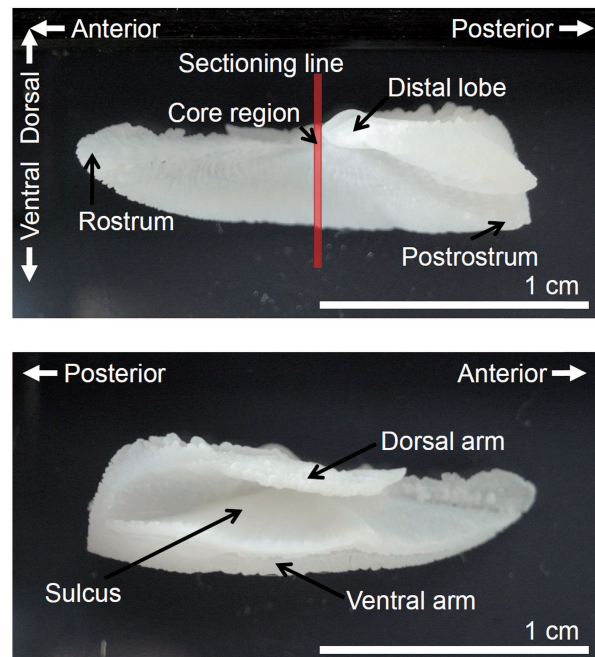 Anterior
Posterior
Dorsal
Ventral
Sectioning line
Distal lobe
Core region
Rostrum
Postrostrum
1 cm
Posterior
Anterior
Dorsal arm
Sulcus
Ventral arm
1 cm